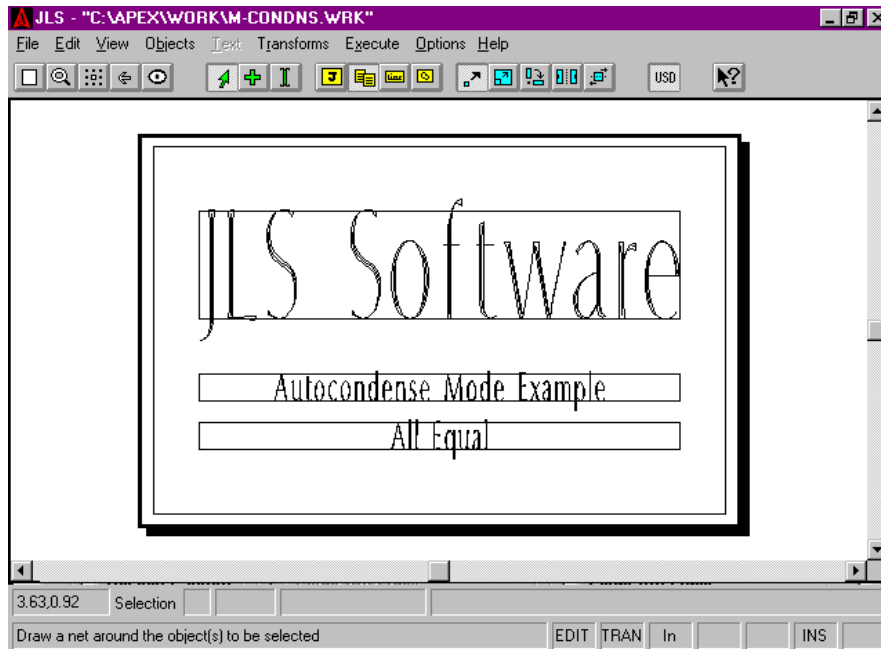 JLS - "C:\APEX\WORK\M-CONDNS.WRK"
File Edit View Objects Text Transforms Execute Options Help
J USD ?
JLS Software
Autocondense Mode Example
All Equal
3.63,0.92 Selection
Draw a net around the object(s) to be selected EDIT TRAN In INS